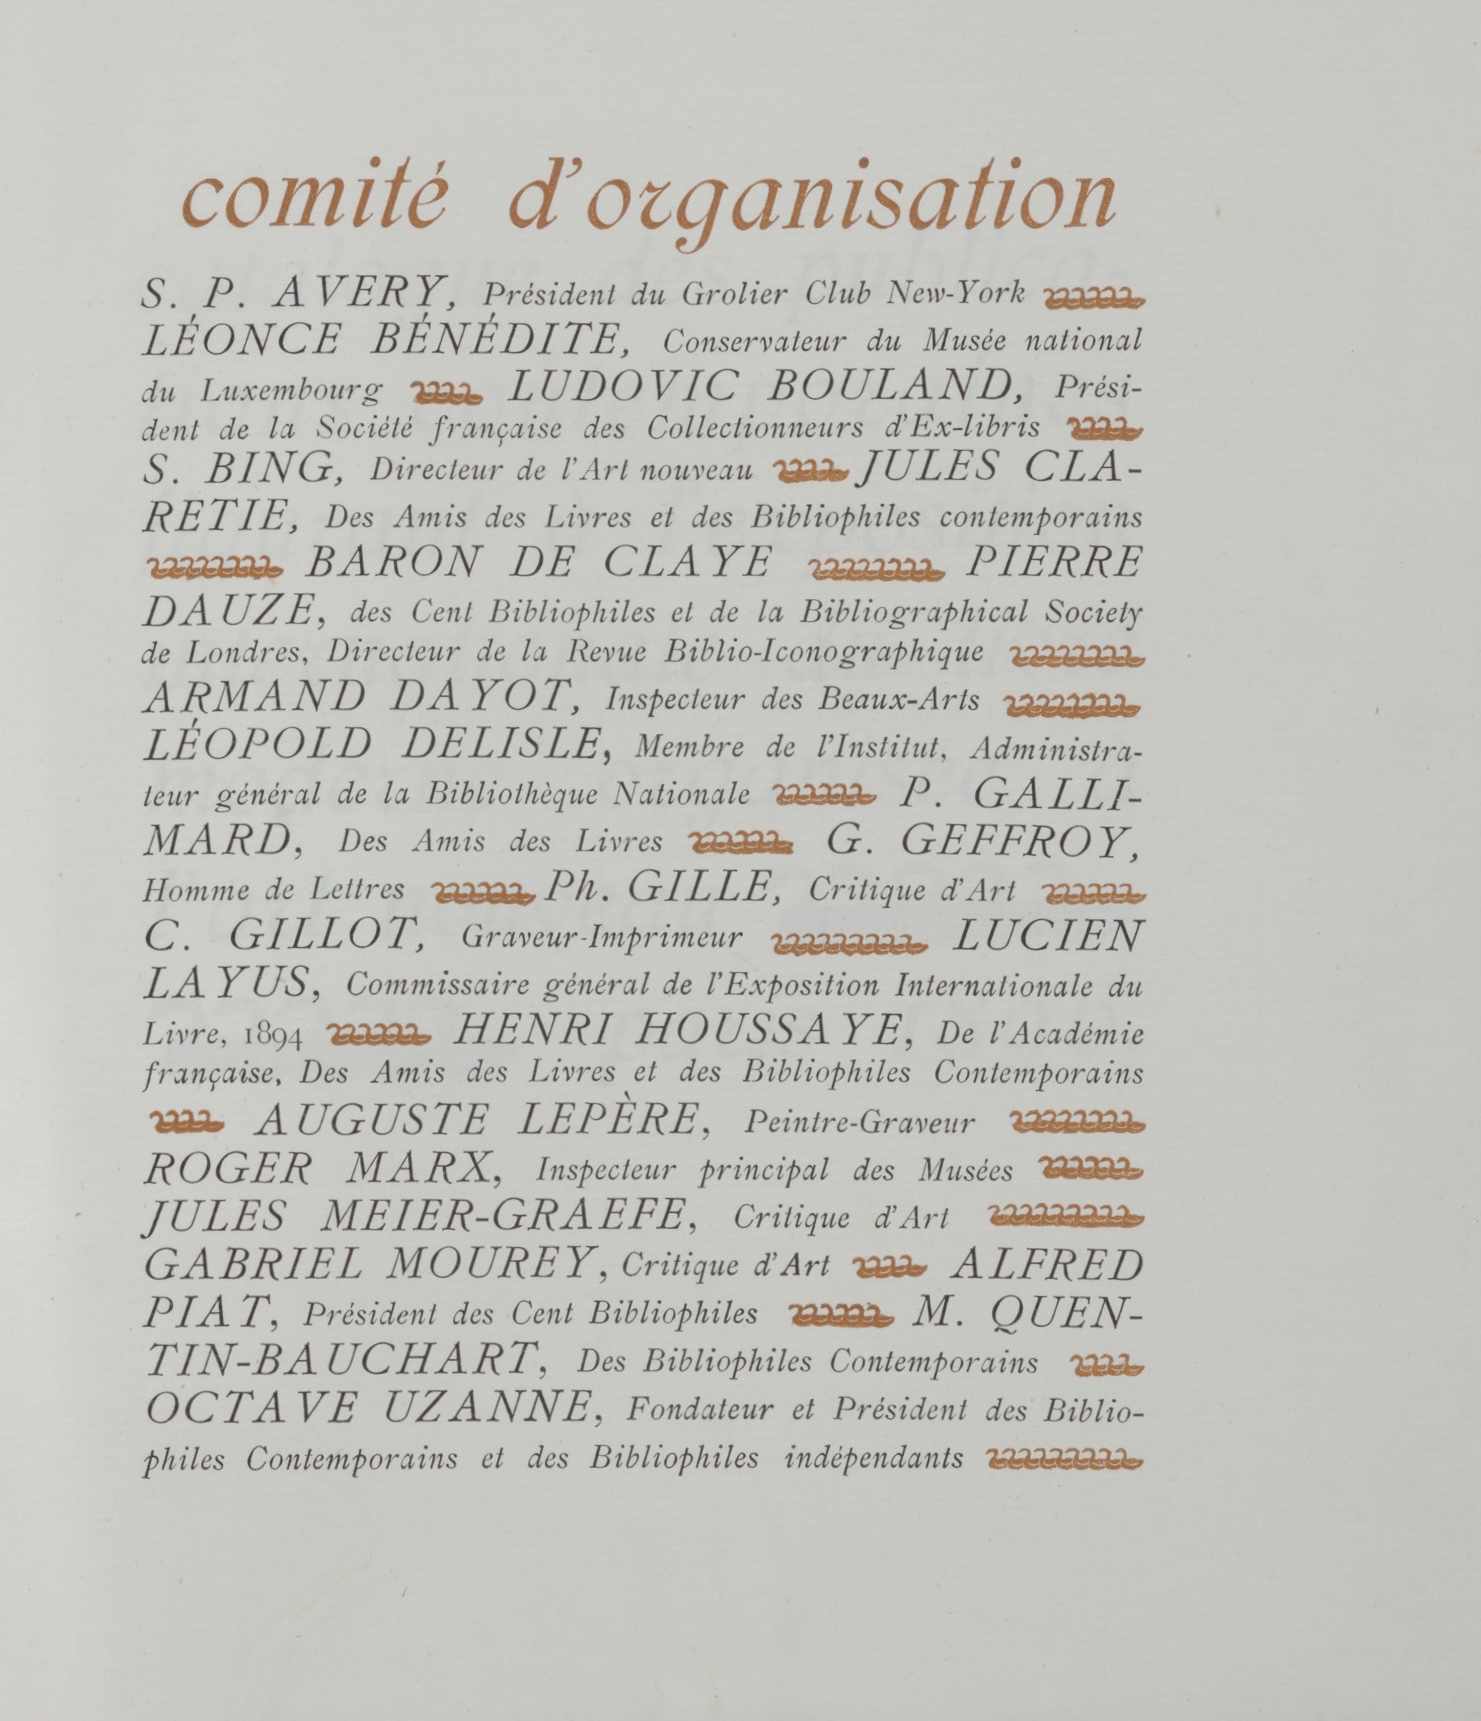 comité d'organisation
S. P. AVERY, Président du Grolier Club New-York
LÉONCE BÉNÉDITE, Conservateur du Musée national
du Luxembourg LUDOVIC BOULAND, Prési-
dent de la Société française des Collectionneurs d'Ex-libris
S. BING, Directeur de l'Art nouveau JULES CLA-
RETIE, Des Amis des Livres et des Bibliophiles contemporains
BARON DE CLAYE PIERRE
DAUZE, des Cent Bibliophiles et de la Bibliographical Society
de Londres, Directeur de la Revue Biblio-Iconographique
ARMAND DAYOT, Inspecteur des Beaux-Arts
LÉOPOLD DELISLE, Membre de l'Institut, Administra-
teur général de la Bibliothèque Nationale P. GALLI-
MARD, Des Amis des Livres G. GEFFROY,
Homme de Lettres Ph. GILLE, Critique d'Art
C. GILLOT, Graveur-Imprimeur LUCIEN
LAYUS, Commissaire général de l'Exposition Internationale du
Livre, 1894 HENRI HOUSSAYE, De l'Académie
française, Des Amis des Livres et des Bibliophiles Contemporains
AUGUSTE LEPÈRE, Peintre-Graveur
ROGER MARX, Inspecteur principal des Musées
JULES MEIER-GRAEFE, Critique d'Art
GABRIEL MOUREY, Critique d'Art ALFRED
PIAT, Président des Cent Bibliophiles M. QUEN-
TIN-BAUCHART, Des Bibliophiles Contemporains
OCTAVE UZANNE, Fondateur et Président des Biblio-
philes Contemporains et des Bibliophiles indépendants